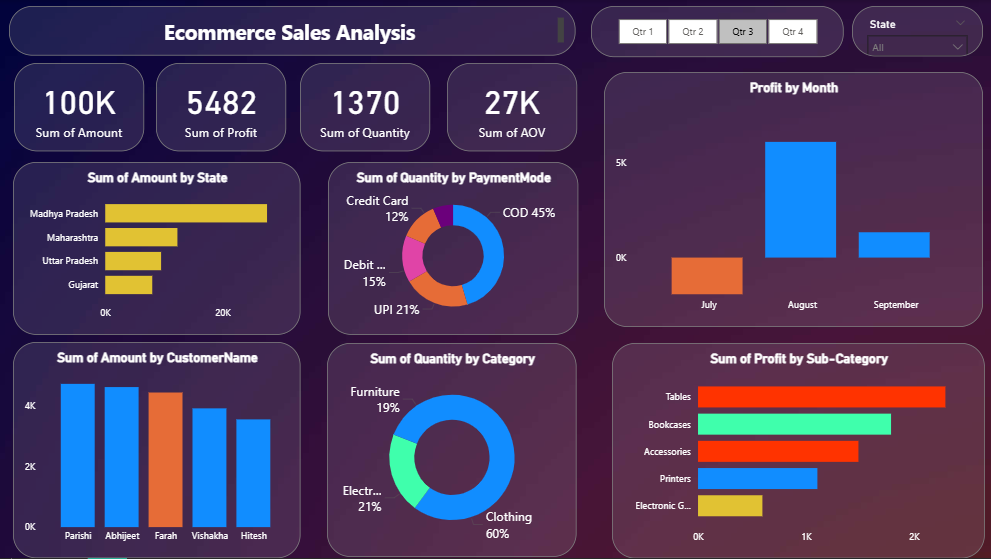 Ecommerce Sales Analysis
Qtr 1
Qtr 2
Qtr 3
Qtr 4
State
All
100K
Sum of Amount
5482
Sum of Profit
1370
Sum of Quantity
27K
Sum of AOV
Profit by Month
5K
0K
July
August
September
Sum of Amount by State
Madhya Pradesh
Maharashtra
Uttar Pradesh
Gujarat
0K
20K
Sum of Quantity by PaymentMode
Credit Card
12%
COD 45%
Debit ...
15%
UPI 21%
Sum of Amount by CustomerName
4K
2K
0K
Parishi
Abhijeet
Farah
Vishakha
Hitesh
Sum of Quantity by Category
Furniture
19%
Electr...
21%
Clothing
60%
Sum of Profit by Sub-Category
Tables
Bookcases
Accessories
Printers
Electronic G...
0K
1K
2K